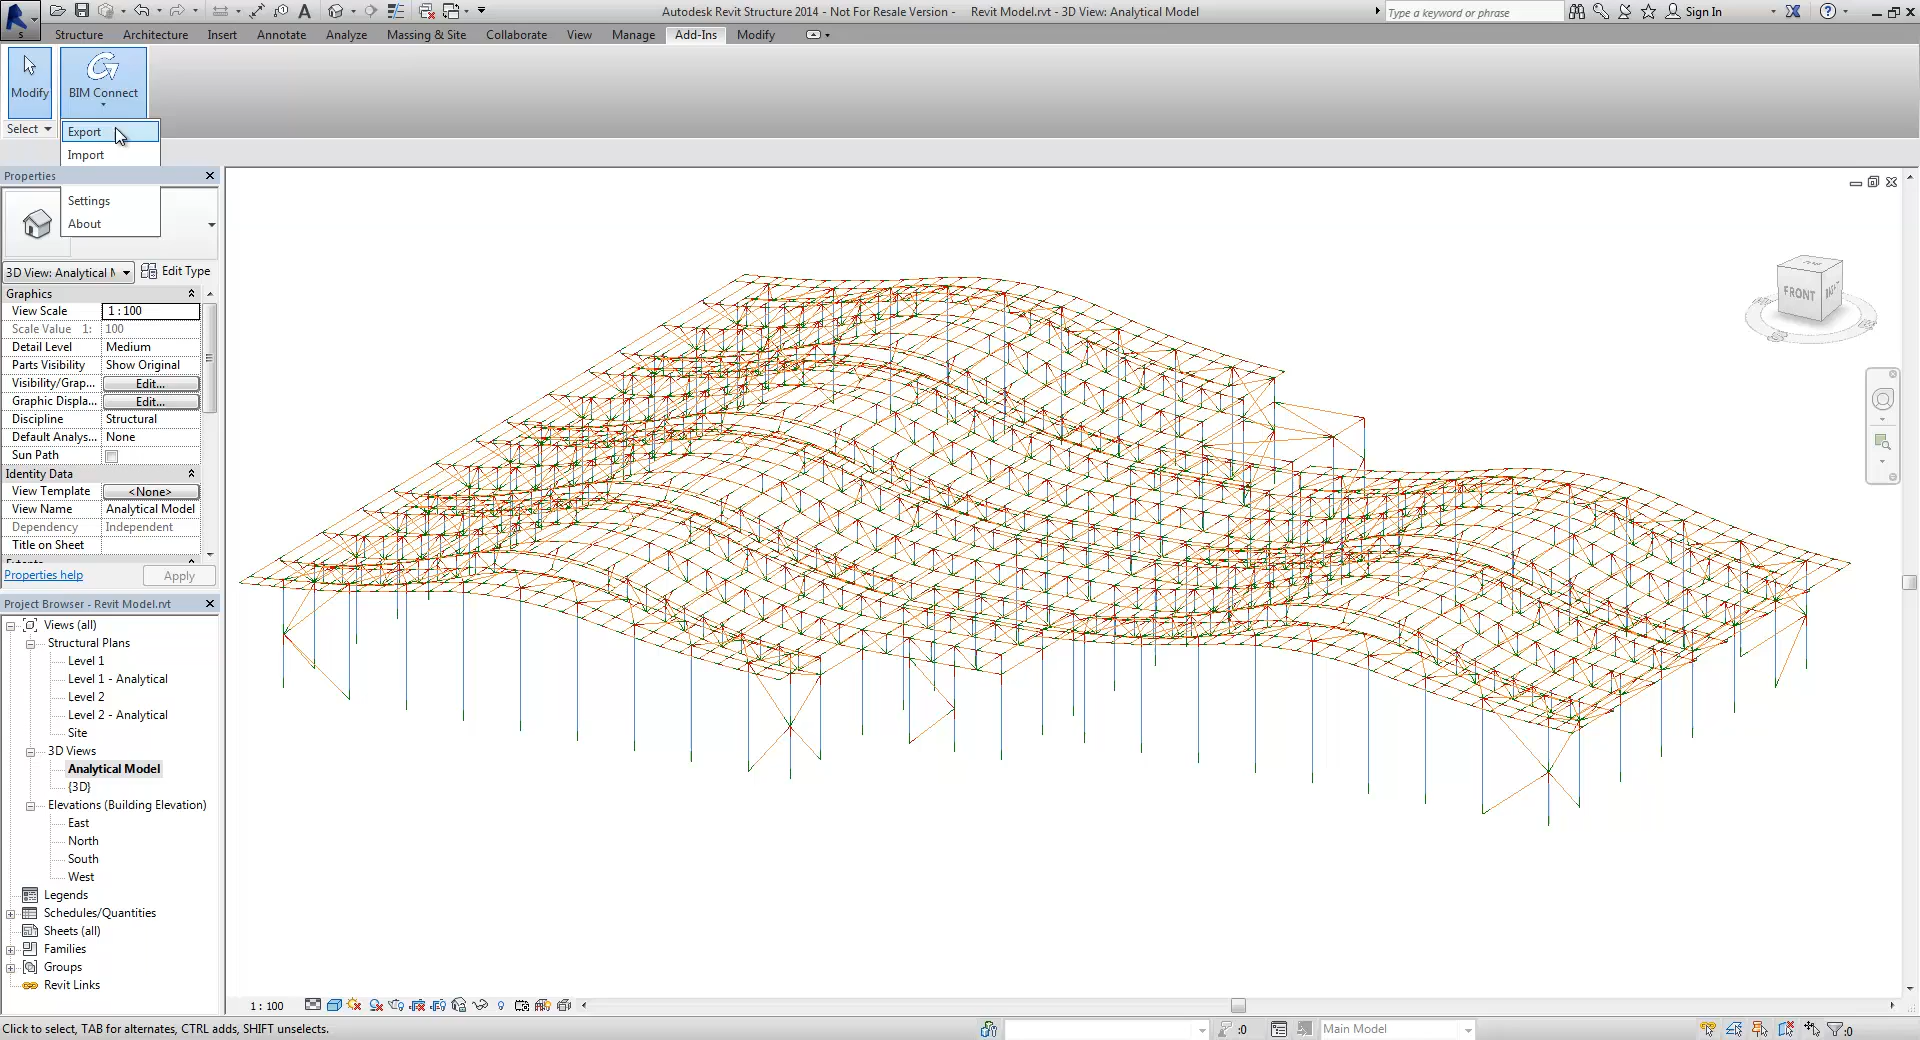 Autodesk Revit Structure 2014 - Not For Resale Version - Revit Model.rvt - 3D View: Analytical Model
Type a keyword or phrase
Sign In
S
Structure Architecture Insert Annotate Analyze Massing & Site Collaborate View Manage Add-Ins Modify
Modify
BIM Connect
Select
Export
Import
Settings
About
Properties
3D View: Analytical M
Edit Type
Graphics
View Scale 1 : 100
Scale Value 1: 100
Detail Level Medium
Parts Visibility Show Original
Visibility/Grap... Edit...
Graphic Displa... Edit...
Discipline Structural
Default Analys... None
Sun Path
Identity Data
View Template <None>
View Name Analytical Model
Dependency Independent
Title on Sheet
Properties help
Apply
Project Browser - Revit Model.rvt
Views (all)
Structural Plans
Level 1
Level 1 - Analytical
Level 2
Level 2 - Analytical
Site
3D Views
Analytical Model
{3D}
Elevations (Building Elevation)
East
North
South
West
Legends
Schedules/Quantities
Sheets (all)
Families
Groups
Revit Links
FRONT
1 : 100
Click to select, TAB for alternates, CTRL adds, SHIFT unselects.
:0
Main Model
:0